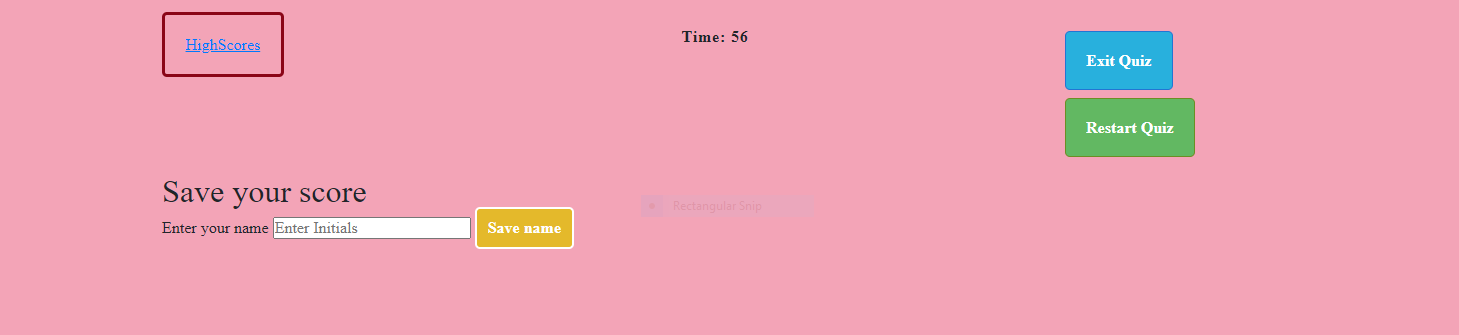 HighScores
Time: 56
Exit Quiz
Restart Quiz
Save your score
Rectangular Snip
Enter your name Enter Initials Save name